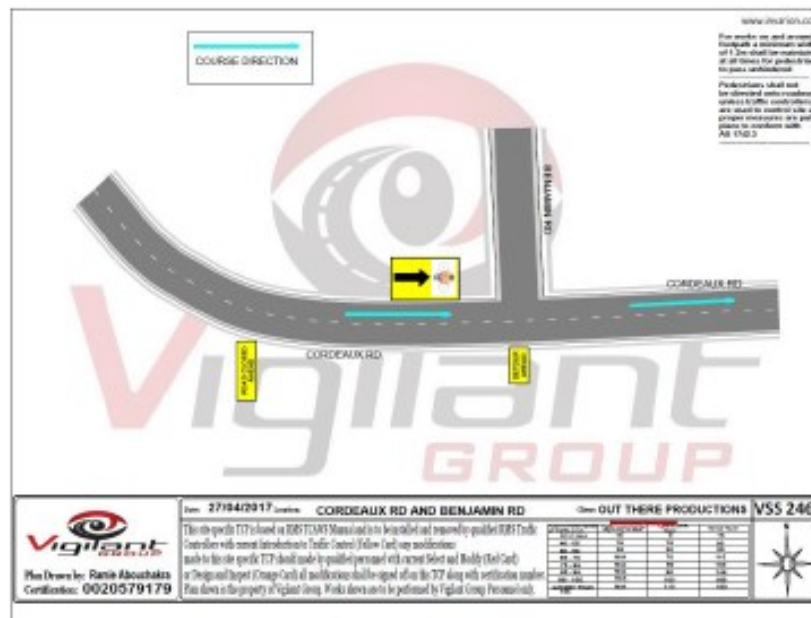 www.invarion.co
COURSE DIRECTION
For works on and around
footpath a minimum width
of 1.2m shall be maintained
at all times for pedestrians
to pass unhindered
Pedestrians shall not
be directed onto roadway
unless traffic controllers
are used to control site and
proper measures are put
place to conform with
AS 1742.3
BENJAMIN RD
CORDEAUX RD
CORDEAUX RD
ROAD CLOSED
AHEAD
DETOUR
AHEAD
Vigilant
GROUP
Date: 27/04/2017 Location: CORDEAUX RD AND BENJAMIN RD
Client: OUT THERE PRODUCTIONS
VSS 246
Vigilant
GROUP
Plan Drawn by: Ramie Aboushakra
Certification: 0020579179
This site specific TCP is based on RMS TCAWS Manual and is to be installed and removed by qualified RMS Traffic
Controllers with current Introduction to Traffic Control (Yellow Card) any modifications
made to this site specific TCP should made by qualified personnel with current Select and Modify (Red Card)
or Design and Inspect (Orange Card) all modifications shall be signed off on this TCP along with certification number.
Plan shown is the property of Vigilant Group. Works shown are to be performed by Vigilant Group Personnel only.